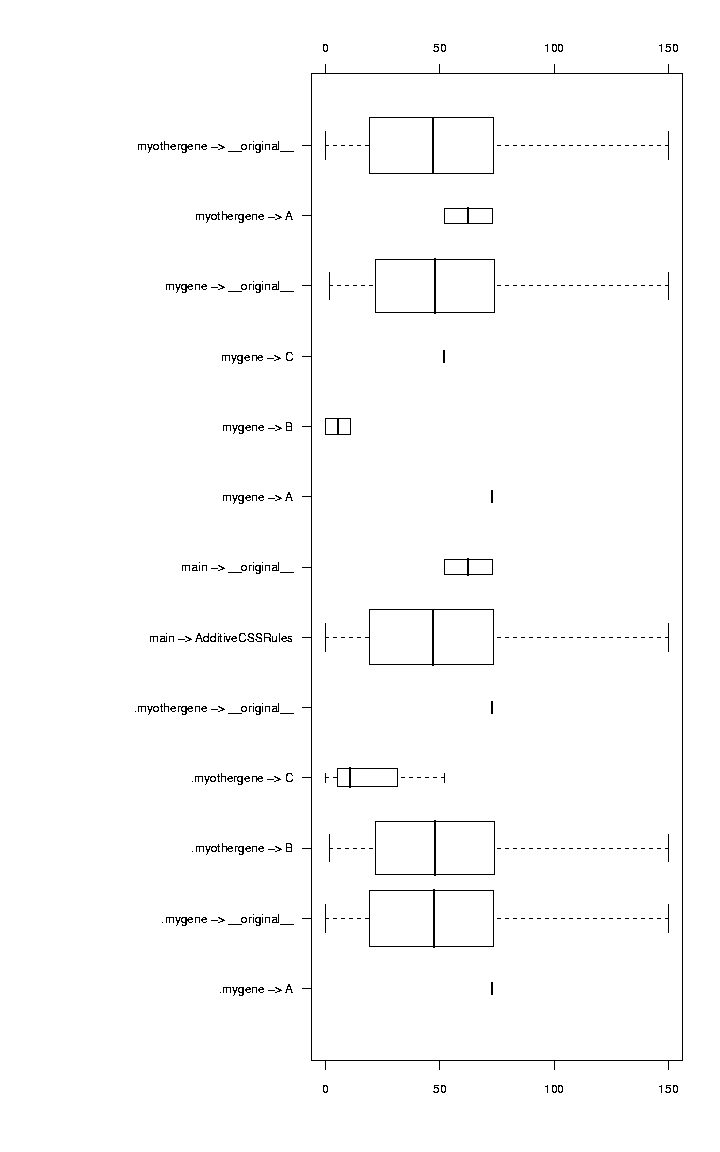 0 50 100 150
myothergene −> __original__
myothergene −> A
mygene −> __original__
mygene −> C
mygene −> B
mygene −> A
main −> __original__
main −> AdditiveCSSRules
.myothergene −> __original__
.myothergene −> C
.myothergene −> B
.mygene −> __original__
.mygene −> A
0 50 100 150